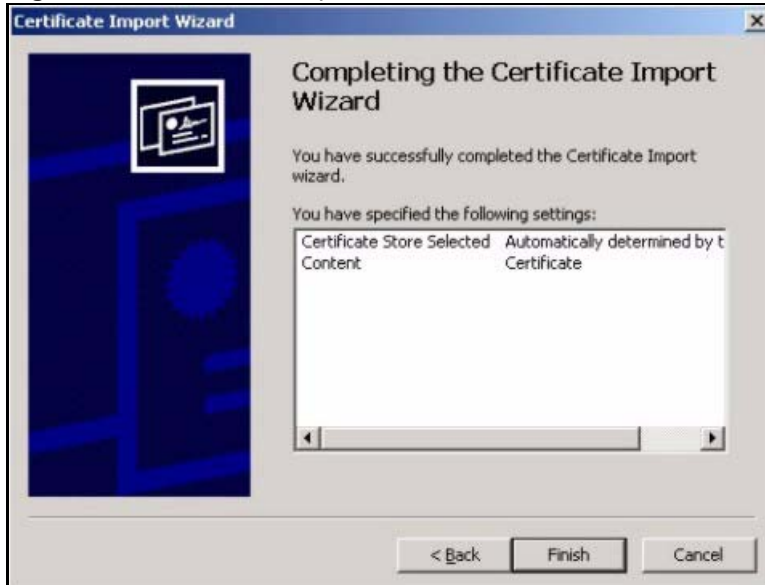 Certificate Import Wizard
Completing the Certificate Import
Wizard
You have successfully completed the Certificate Import
wizard.
You have specified the following settings:
Certificate Store Selected Automatically determined by t
Content Certificate
< Back Finish Cancel